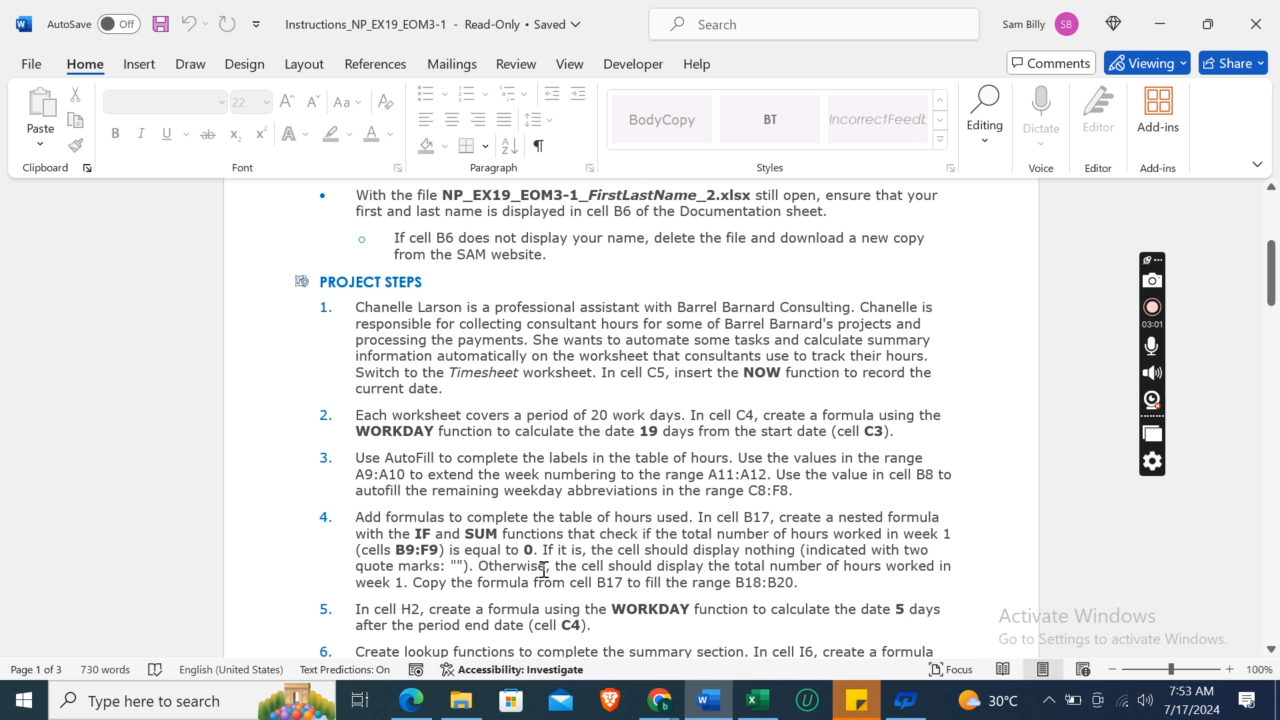 AutoSave Off Instructions_NP_EX19_EOM3-1 - Read-Only • Saved Search Sam Billy SB
File Home Insert Draw Design Layout References Mailings Review View Developer Help Comments Viewing Share
22 Aa
Paste
BodyCopy BT IncorrectFeedb
Editing Dictate Editor Add-ins
Clipboard Font Paragraph Styles Voice Editor Add-ins
• With the file NP_EX19_EOM3-1_FirstLastName_2.xlsx still open, ensure that your
first and last name is displayed in cell B6 of the Documentation sheet.
o If cell B6 does not display your name, delete the file and download a new copy
from the SAM website.
PROJECT STEPS
1. Chanelle Larson is a professional assistant with Barrel Barnard Consulting. Chanelle is
responsible for collecting consultant hours for some of Barrel Barnard's projects and
processing the payments. She wants to automate some tasks and calculate summary
information automatically on the worksheet that consultants use to track their hours.
Switch to the Timesheet worksheet. In cell C5, insert the NOW function to record the
current date.
2. Each worksheet covers a period of 20 work days. In cell C4, create a formula using the
WORKDAY function to calculate the date 19 days from the start date (cell C3).
3. Use AutoFill to complete the labels in the table of hours. Use the values in the range
A9:A10 to extend the week numbering to the range A11:A12. Use the value in cell B8 to
autofill the remaining weekday abbreviations in the range C8:F8.
4. Add formulas to complete the table of hours used. In cell B17, create a nested formula
with the IF and SUM functions that check if the total number of hours worked in week 1
(cells B9:F9) is equal to 0. If it is, the cell should display nothing (indicated with two
quote marks: ""). Otherwise, the cell should display the total number of hours worked in
week 1. Copy the formula from cell B17 to fill the range B18:B20.
5. In cell H2, create a formula using the WORKDAY function to calculate the date 5 days
after the period end date (cell C4).
6. Create lookup functions to complete the summary section. In cell I6, create a formula
03:01
Activate Windows
Go to Settings to activate Windows.
Page 1 of 3 730 words English (United States) Text Predictions: On Accessibility: Investigate Focus 100%
Type here to search 30°C 7:53 AM
7/17/2024